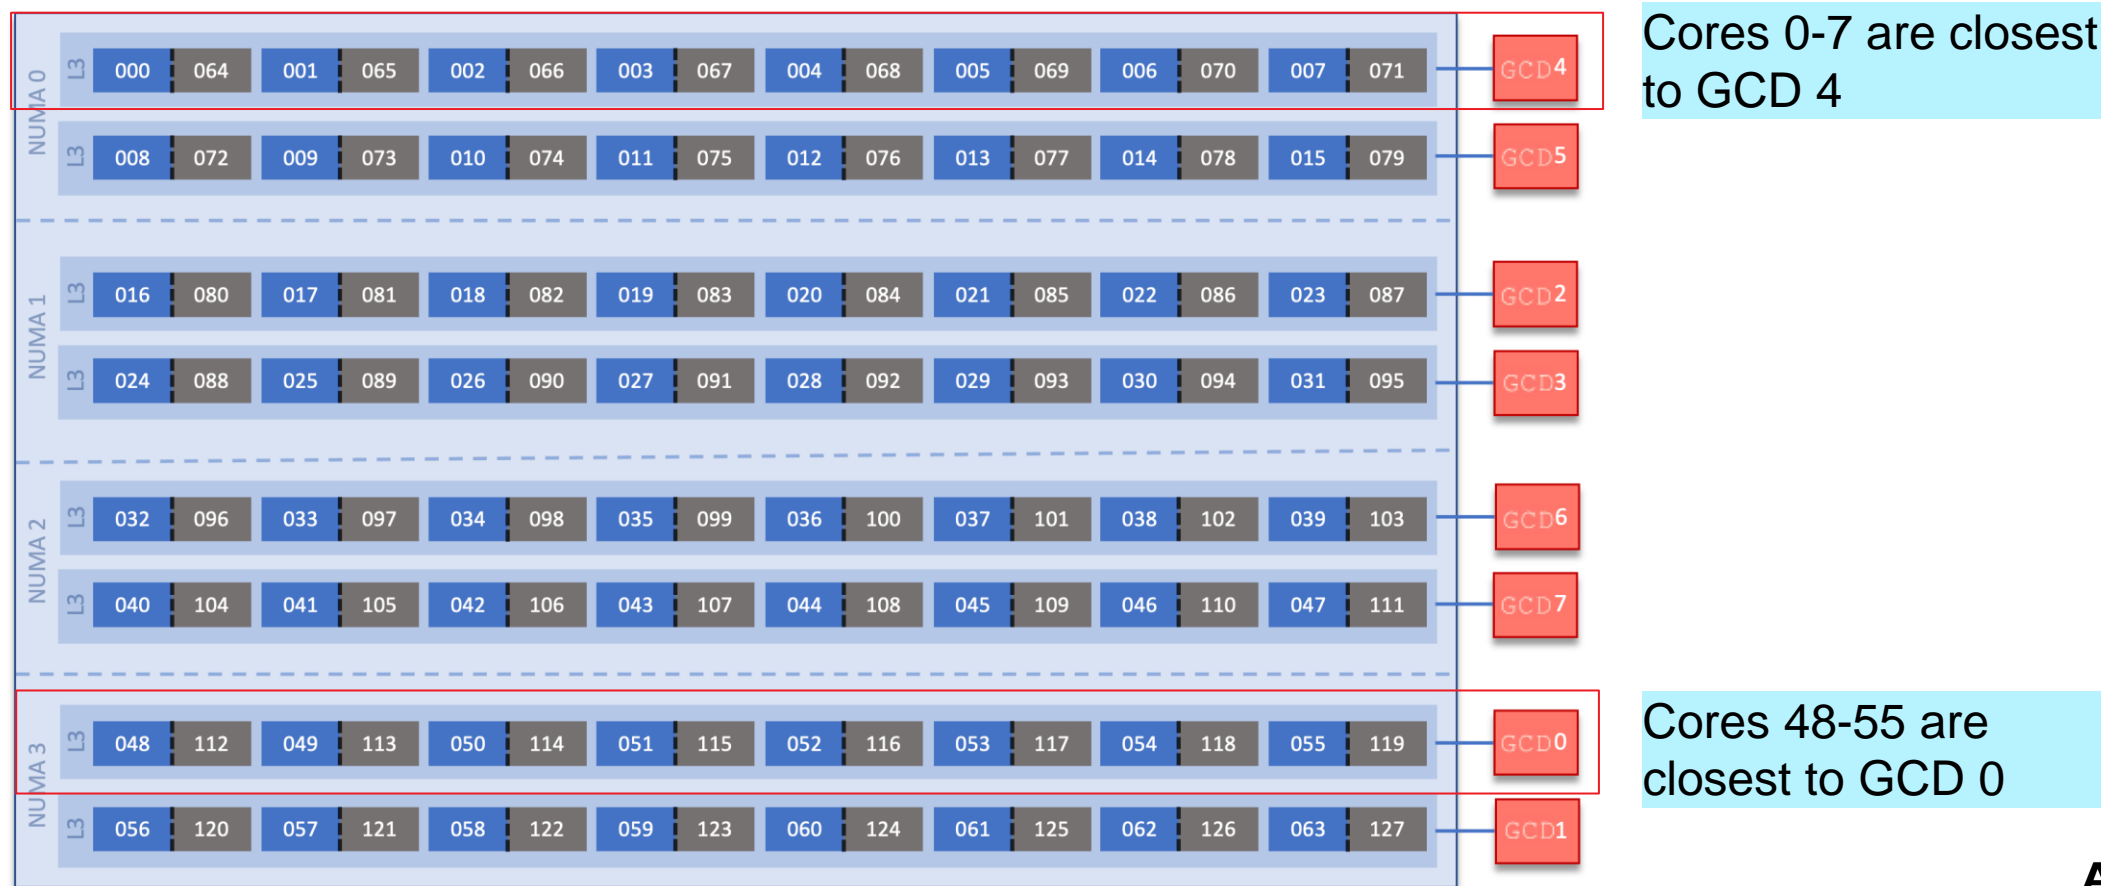 NUMA 0
L3 000 064 001 065 002 066 003 067 004 068 005 069 006 070 007 071 GCD4
L3 008 072 009 073 010 074 011 075 012 076 013 077 014 078 015 079 GCD5
NUMA 1
L3 016 080 017 081 018 082 019 083 020 084 021 085 022 086 023 087 GCD2
L3 024 088 025 089 026 090 027 091 028 092 029 093 030 094 031 095 GCD3
NUMA 2
L3 032 096 033 097 034 098 035 099 036 100 037 101 038 102 039 103 GCD6
L3 040 104 041 105 042 106 043 107 044 108 045 109 046 110 047 111 GCD7
NUMA 3
L3 048 112 049 113 050 114 051 115 052 116 053 117 054 118 055 119 GCD0
L3 056 120 057 121 058 122 059 123 060 124 061 125 062 126 063 127 GCD1
Cores 0-7 are closest
to GCD 4
Cores 48-55 are
closest to GCD 0